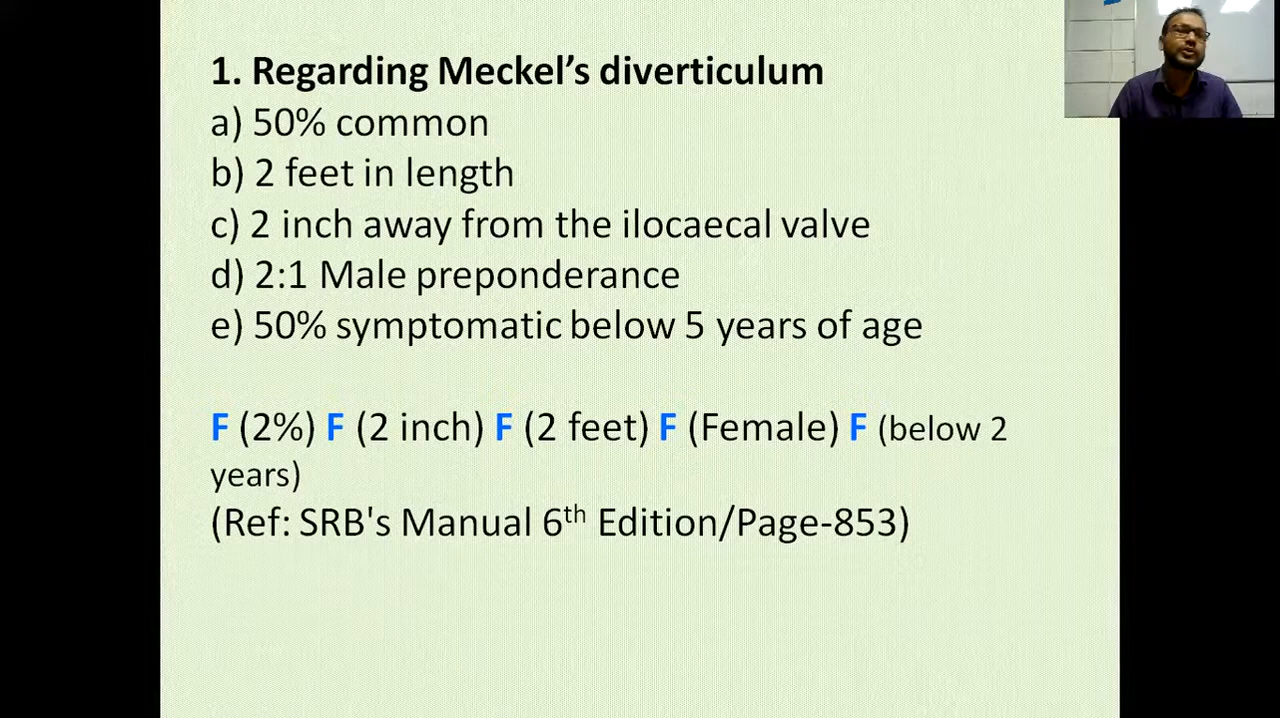 1. Regarding Meckel’s diverticulum
a) 50% common
b) 2 feet in length
c) 2 inch away from the ilocaecal valve
d) 2:1 Male preponderance
e) 50% symptomatic below 5 years of age
F (2%) F (2 inch) F (2 feet) F (Female) F (below 2
years)
(Ref: SRB's Manual 6th Edition/Page-853)